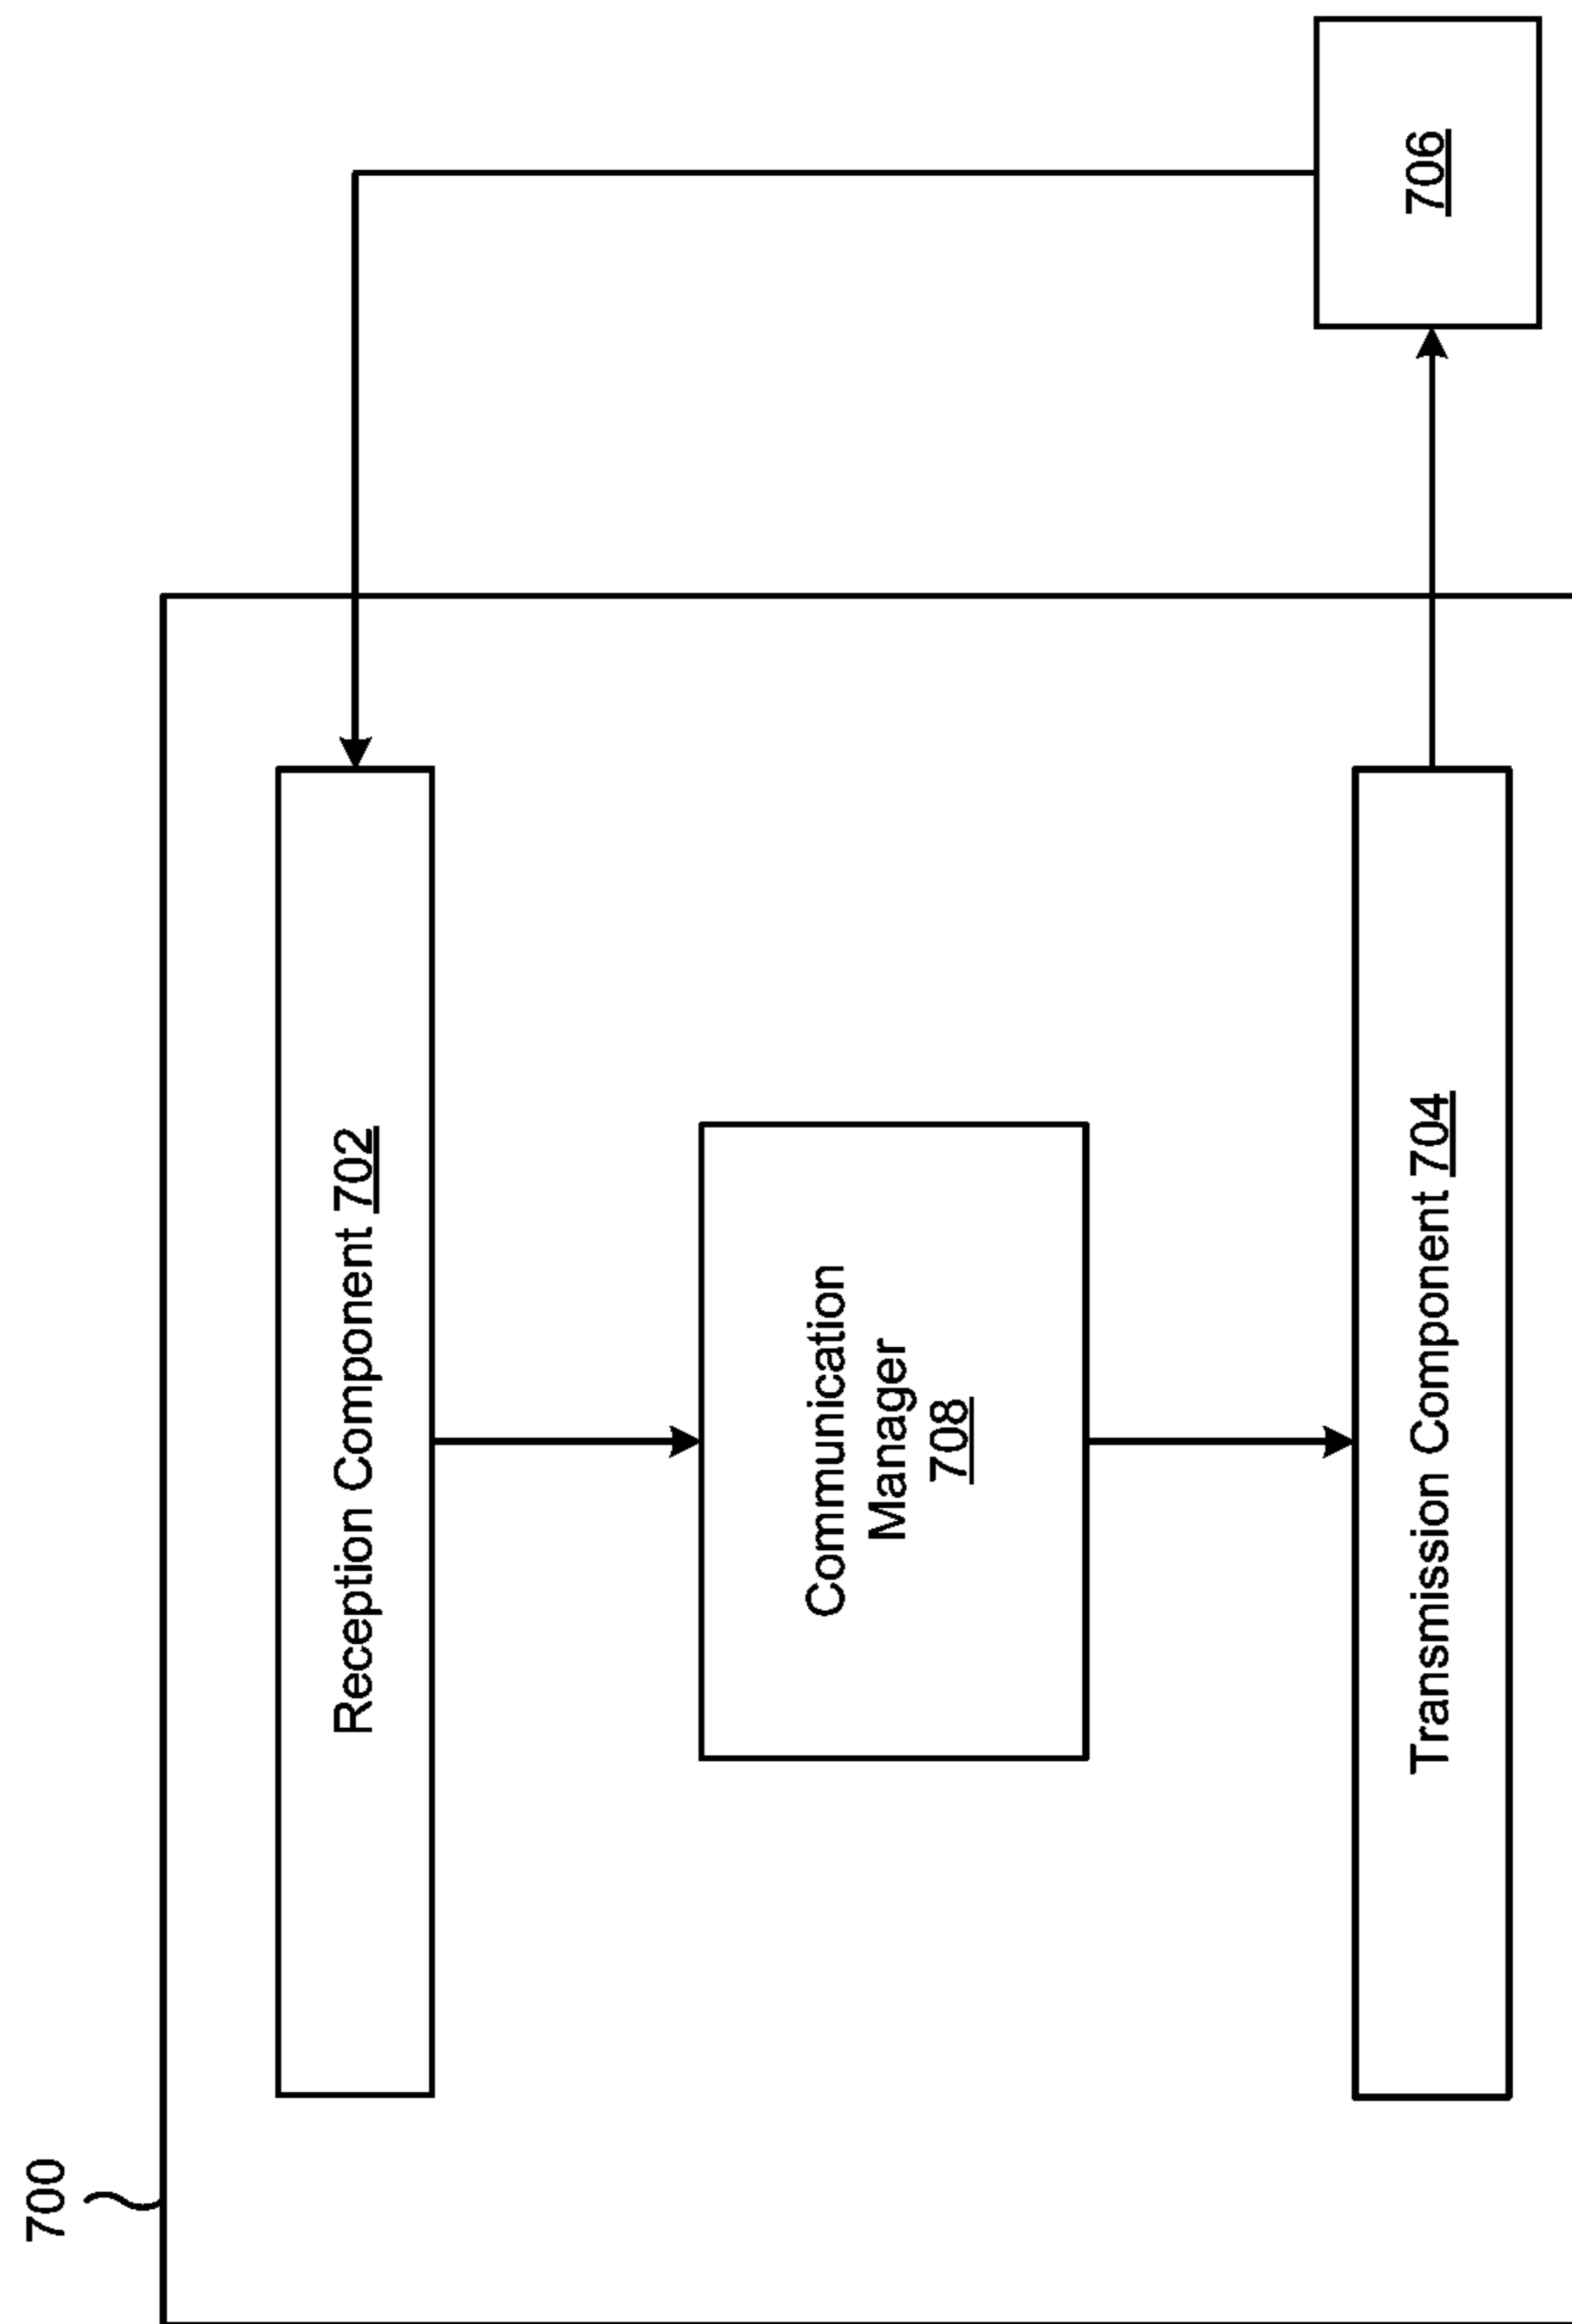 700
Reception Component 702
Communication
Manager
708
Transmission Component 704
706